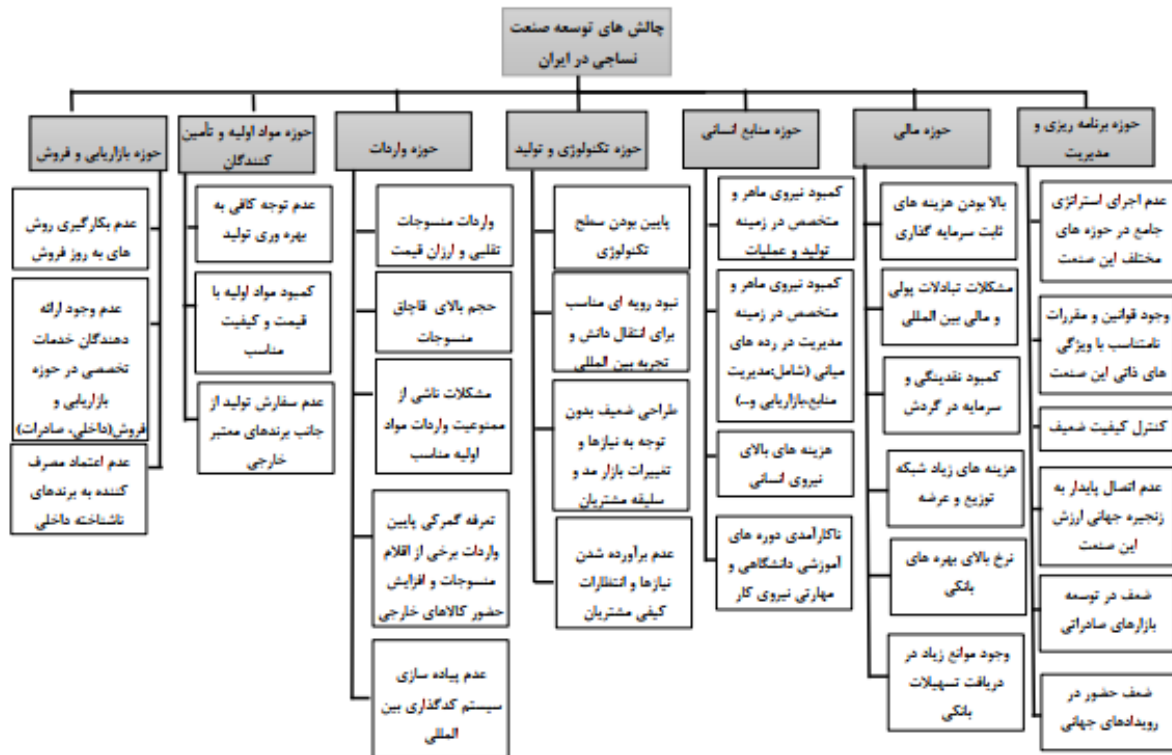 چالش های توسعه صنعت
نساجی در ایران
حوزه برنامه ریزی و
مدیریت
عدم اجرای استراتژی
جامع در حوزه های
مختلف این صنعت
وجود قوانین و مقررات
نامتناسب با ویژگی
های ذاتی این صنعت
کنترل کیفیت ضعیف
عدم اتصال پایدار به
زنجیره جهانی ارزش
این صنعت
ضعف در توسعه
بازارهای صادراتی
ضعف حضور در
رویدادهای جهانی
حوزه مالی
بالا بودن هزینه های
ثابت سرمایه گذاری
مشکلات تبادلات پولی
و مالی بین المللی
کمبود نقدینگی و
سرمایه در گردش
هزینه های زیاد شبکه
توزیع و عرضه
نرخ بالای بهره های
بانکی
وجود موانع زیاد در
دریافت تسهیلات
بانکی
حوزه منابع انسانی
کمبود نیروی ماهر و
متخصص در زمینه
تولید و عملیات
کمبود نیروی ماهر و
متخصص در زمینه
مدیریت در رده های
میانی (شامل:مدیریت
منابع،بازاریابی و...)
هزینه های بالای
نیروی انسانی
ناکارآمدی دوره های
آموزشی دانشگاهی و
مهارتی نیروی کار
حوزه تکنولوژی و تولید
پایین بودن سطح
تکنولوژی
نبود رویه ای مناسب
برای انتقال دانش و
تجربه بین المللی
طراحی ضعیف بدون
توجه به نیازها و
تغییرات بازار مد و
سلیقه مشتریان
عدم برآورده شدن
نیازها و انتظارات
کیفی مشتریان
حوزه واردات
واردات منسوجات
تقلبی و ارزان قیمت
حجم بالای قاچاق
منسوجات
مشکلات ناشی از
ممنوعیت واردات مواد
اولیه مناسب
تعرفه گمرکی پایین
واردات برخی از اقلام
منسوجات و افزایش
حضور کالاهای خارجی
عدم پیاده سازی
سیستم کدگذاری بین
المللی
حوزه مواد اولیه و تأمین
کنندگان
عدم توجه کافی به
بهره وری تولید
کمبود مواد اولیه با
قیمت و کیفیت
مناسب
عدم سفارش تولید از
جانب برندهای معتبر
خارجی
حوزه بازاریابی و فروش
عدم بکارگیری روش
های به روز فروش
عدم وجود ارائه
دهندگان خدمات
تخصصی در حوزه
بازاریابی و
فروش(داخلی، صادرات)
عدم اعتماد مصرف
کننده به برندهای
ناشناخته داخلی